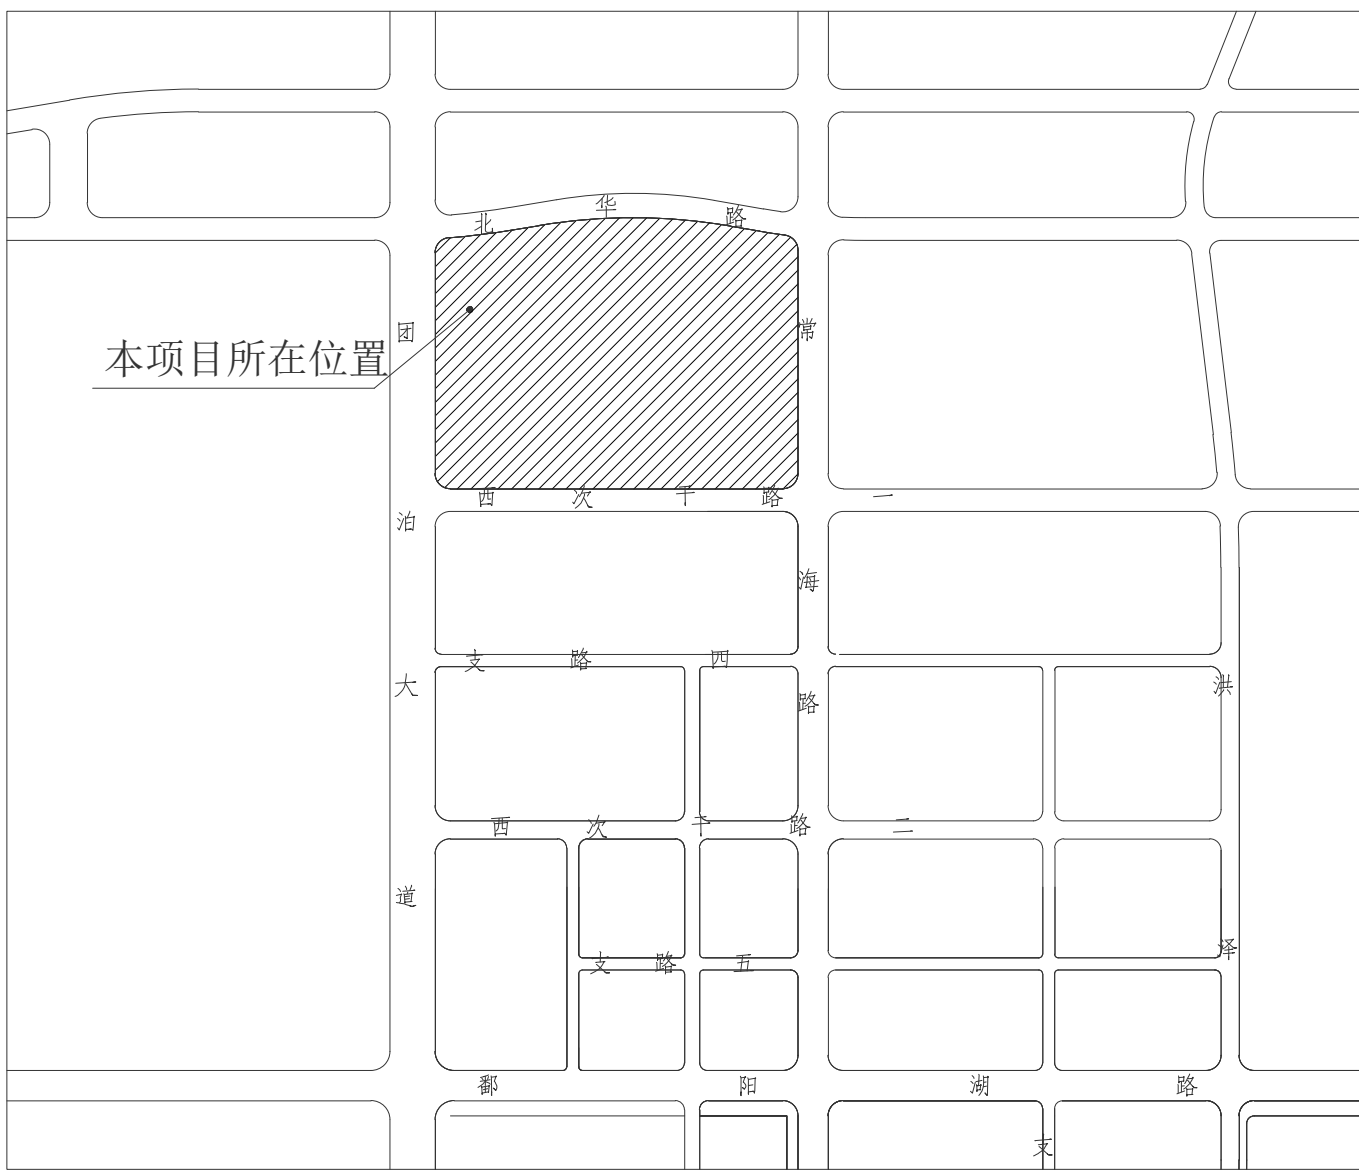 北华路
本项目所在位置
团泊大道
常海路
西次干路一
支路四
洪泽
西次干路二
支路五
鄱阳湖路
支